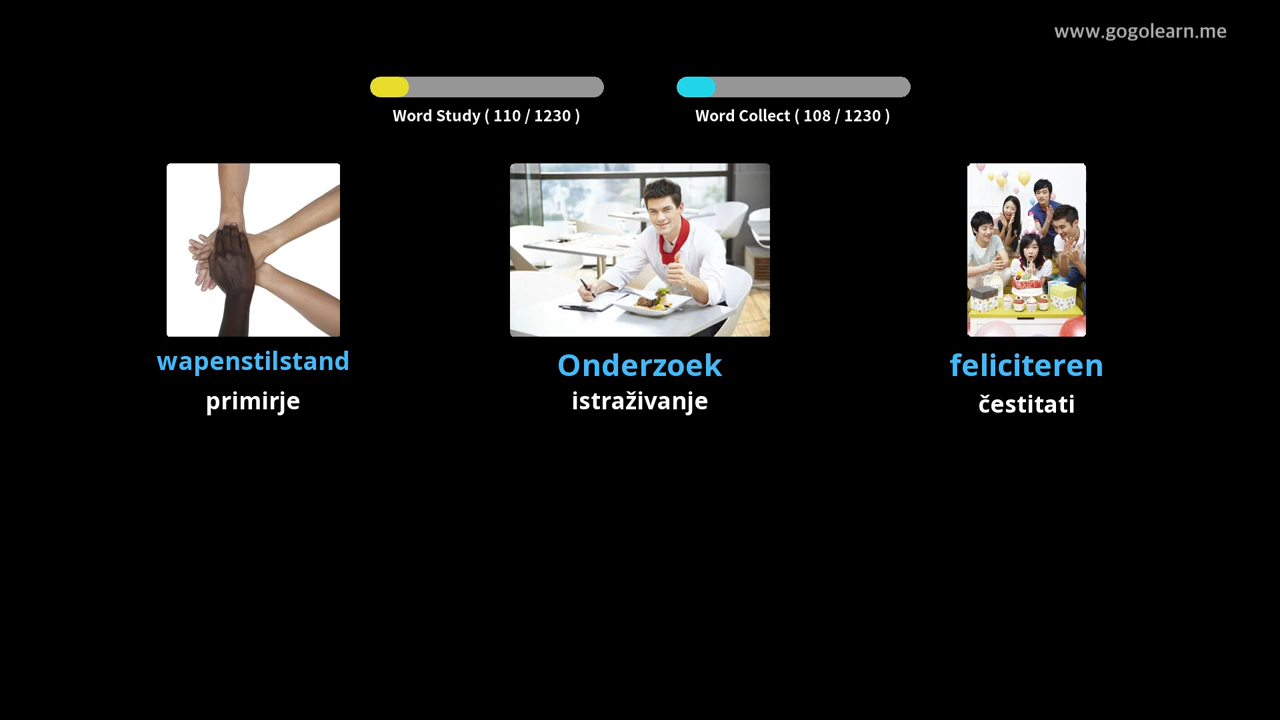 www.gogolearn.me
Word Study ( 110 / 1230 )
Word Collect ( 108 / 1230 )
wapenstilstand
primirje
Onderzoek
istraživanje
feliciteren
čestitati